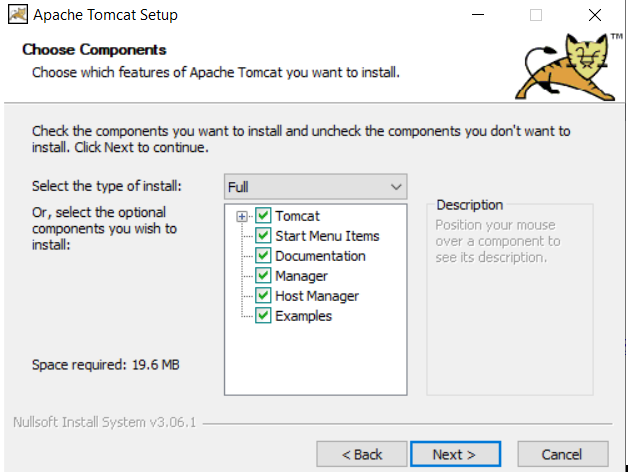 Apache Tomcat Setup
Choose Components
Choose which features of Apache Tomcat you want to install.
TM
Check the components you want to install and uncheck the components you don't want to
install. Click Next to continue.
Select the type of install:
Full
Or, select the optional
components you wish to
install:
Tomcat
Start Menu Items
Documentation
Manager
Host Manager
Examples
Description
Position your mouse
over a component to
see its description.
Space required: 19.6 MB
Nullsoft Install System v3.06.1
< Back
Next >
Cancel